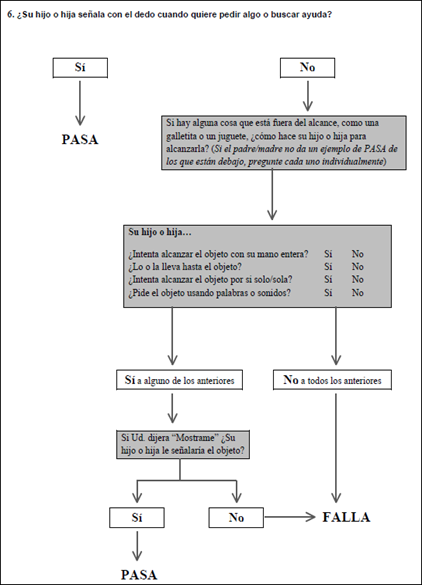 6. ¿Su hijo o hija señala con el dedo cuando quiere pedir algo o buscar ayuda?
Sí
No
PASA
Si hay alguna cosa que está fuera del alcance, como una
galletita o un juguete, ¿cómo hace su hijo o hija para
alcanzarla? (Si el padre/madre no da un ejemplo de PASA de
los que están debajo, pregunte cada uno individualmente)
Su hijo o hija…
¿Intenta alcanzar el objeto con su mano entera? Sí No
¿Lo o la lleva hasta el objeto? Sí No
¿Intenta alcanzar el objeto por si solo/sola? Sí No
¿Pide el objeto usando palabras o sonidos? Sí No
Sí a alguno de los anteriores
No a todos los anteriores
Si Ud. dijera “Mostrame” ¿Su
hijo o hija le señalaría el objeto?
Sí
No
FALLA
PASA